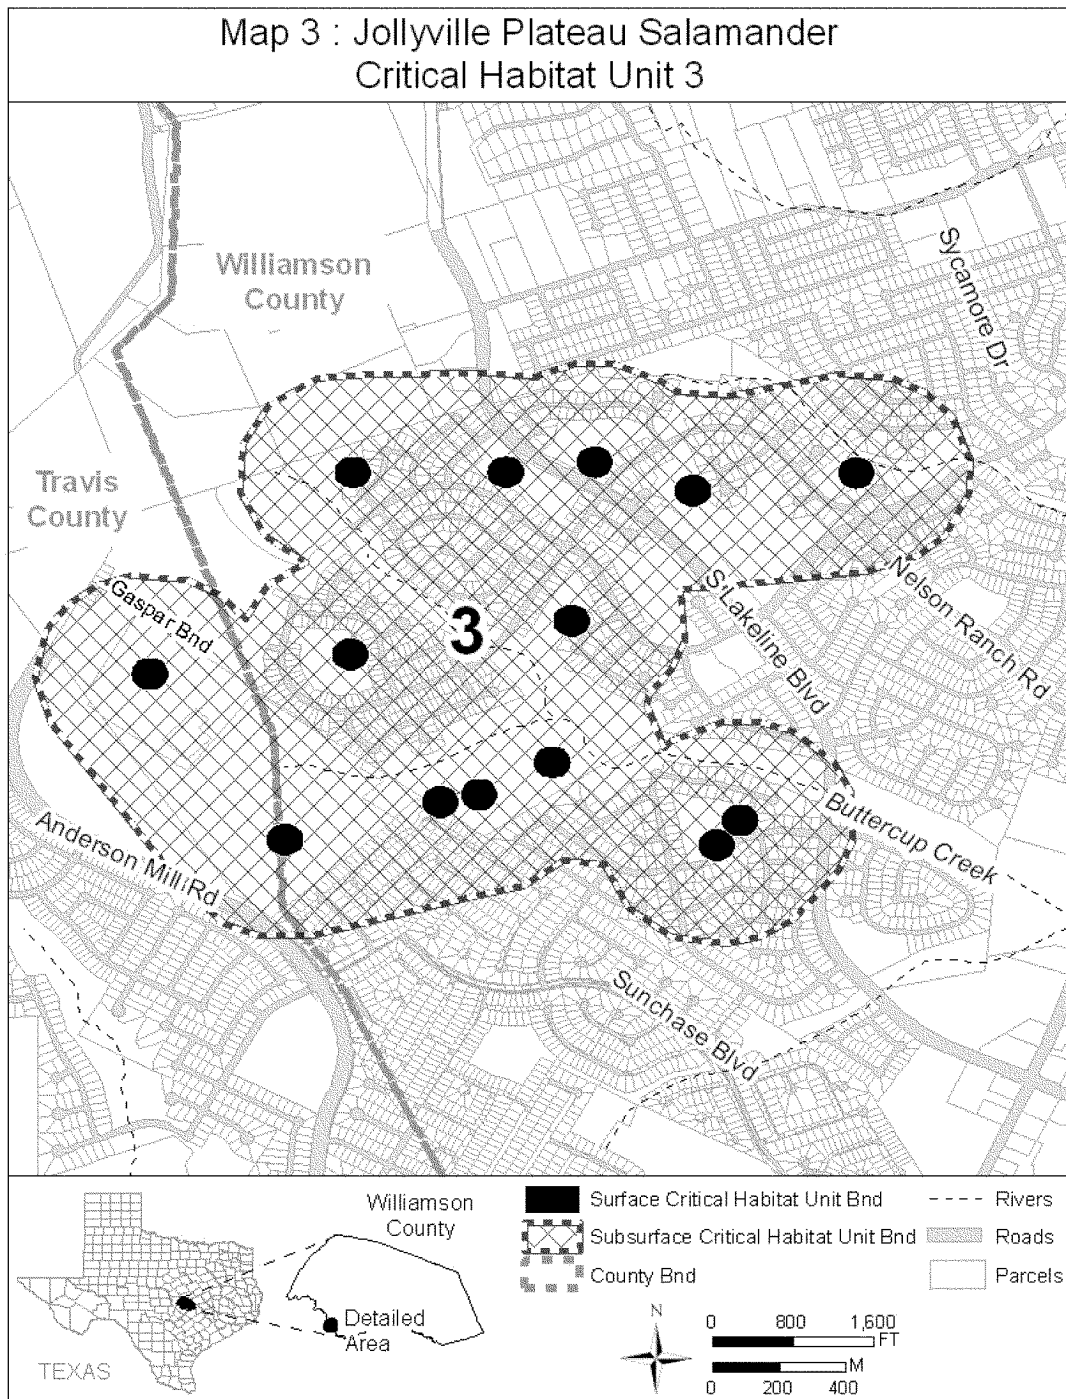 Map 3 : Jollyville Plateau Salamander
Critical Habitat Unit 3
Williamson
County
Sycamore Dr
Travis
County
Gaspar Bnd
3
S Lakeline Blvd
Nelson Ranch Rd
Buttercup Creek
Anderson Mill Rd
Sunchase Blvd
Williamson
County
Detailed
Area
TEXAS
Surface Critical Habitat Unit Bnd
Subsurface Critical Habitat Unit Bnd
County Bnd
Rivers
Roads
Parcels
N
0 800 1,600
FT
M
0 200 400